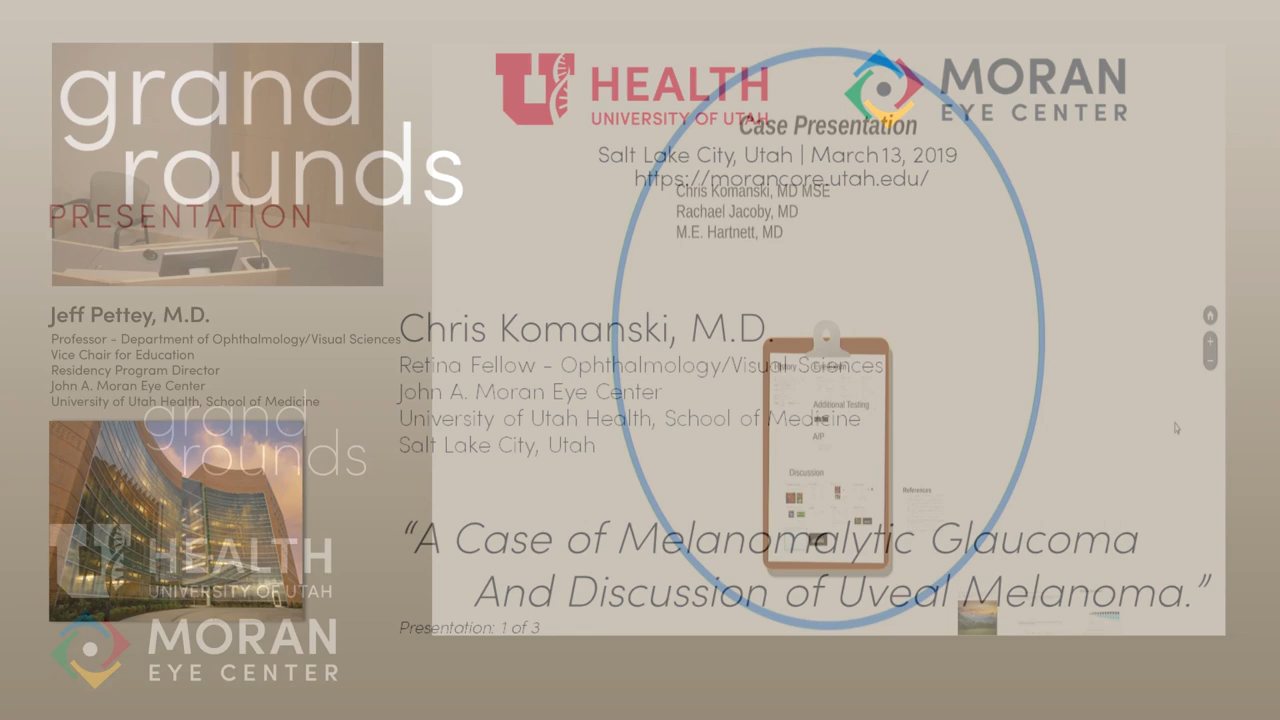 grand
rounds
PRESENTATION
Jeff Pettey, M.D.
Professor - Department of Ophthalmology/Visual Sciences
Vice Chair for Education
Residency Program Director
John A. Moran Eye Center
University of Utah Health, School of Medicine
grand
rounds
U HEALTH
UNIVERSITY OF UTAH
MORAN
EYE CENTER
U HEALTH
UNIVERSITY OF UTAH
MORAN
EYE CENTER
Case Presentation
Salt Lake City, Utah | March 13, 2019
https://morancore.utah.edu/
Chris Komanski, MD MSE
Rachael Jacoby, MD
M.E. Hartnett, MD
Chris Komanski, M.D.
Retina Fellow - Ophthalmology/Visual Sciences
John A. Moran Eye Center
University of Utah Health, School of Medicine
Salt Lake City, Utah
History
Additional Testing
A/P
Discussion
References
“A Case of Melanomalytic Glaucoma
And Discussion of Uveal Melanoma.”
Presentation: 1 of 3